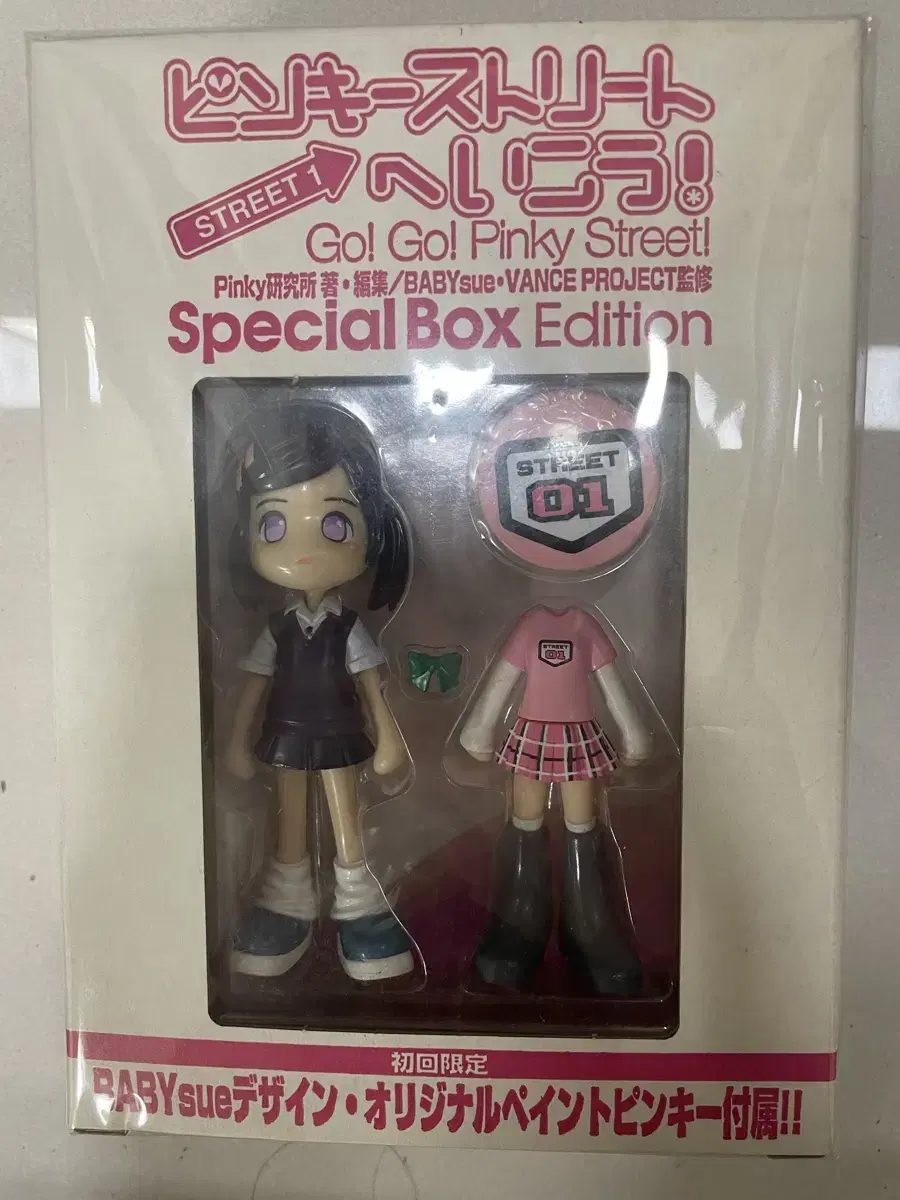 ピンキーストリート
STREET 1
へいこう!
Go! Go! Pinky Street!
Pinky研究所 著・編集/BABYsue・VANCE PROJECT監修
Special Box Edition
STREET
01
STREET
01
初回限定
BABYsueデザイン・オリジナルペイントピンキー付属!!